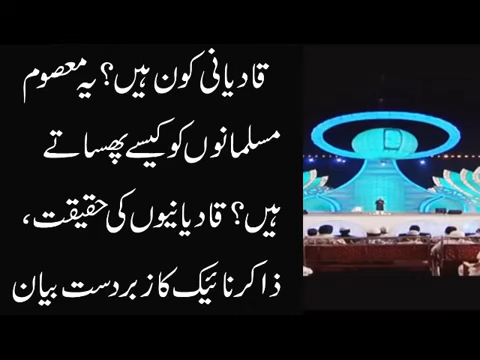 قادیانی کون ہیں؟ یہ معصوم
مسلمانوں کو کیسے پھساتے
ہیں؟ قادیانیوں کی حقیقت،
ذاکر نائیک کا زبردست بیان